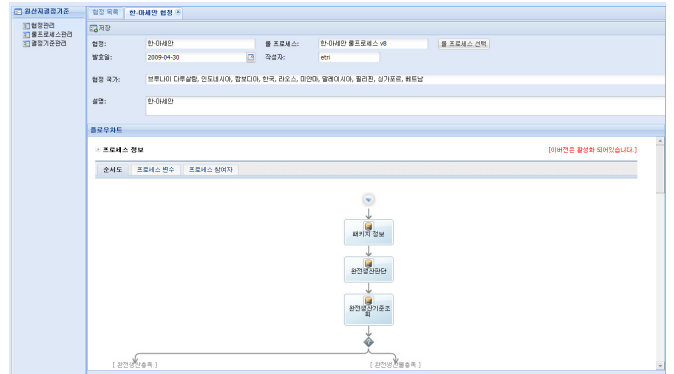 원산지결정기준
협정관리
룰프로세스관리
결정기준관리
협정 목록
한-아세안 협정
저장
협정: 한-아세안
룰 프로세스: 한-아세안 룰프로세스 v8
룰 프로세스 선택
발효일: 2009-04-30
작성자: etri
협정 국가: 브루나이 다루살람, 인도네시아, 캄보디아, 한국, 라오스, 미얀마, 말레이시아, 필리핀, 싱가포르, 베트남
설명: 한-아세안
플로우차트
프로세스 정보
[이버전은 활성화 되어있습니다.]
순서도
프로세스 변수
프로세스 참여자
패키지 정보
완전생산판단
완전생산기준조
회
[ 완전생산충족 ]
[ 완전생산불충족 ]